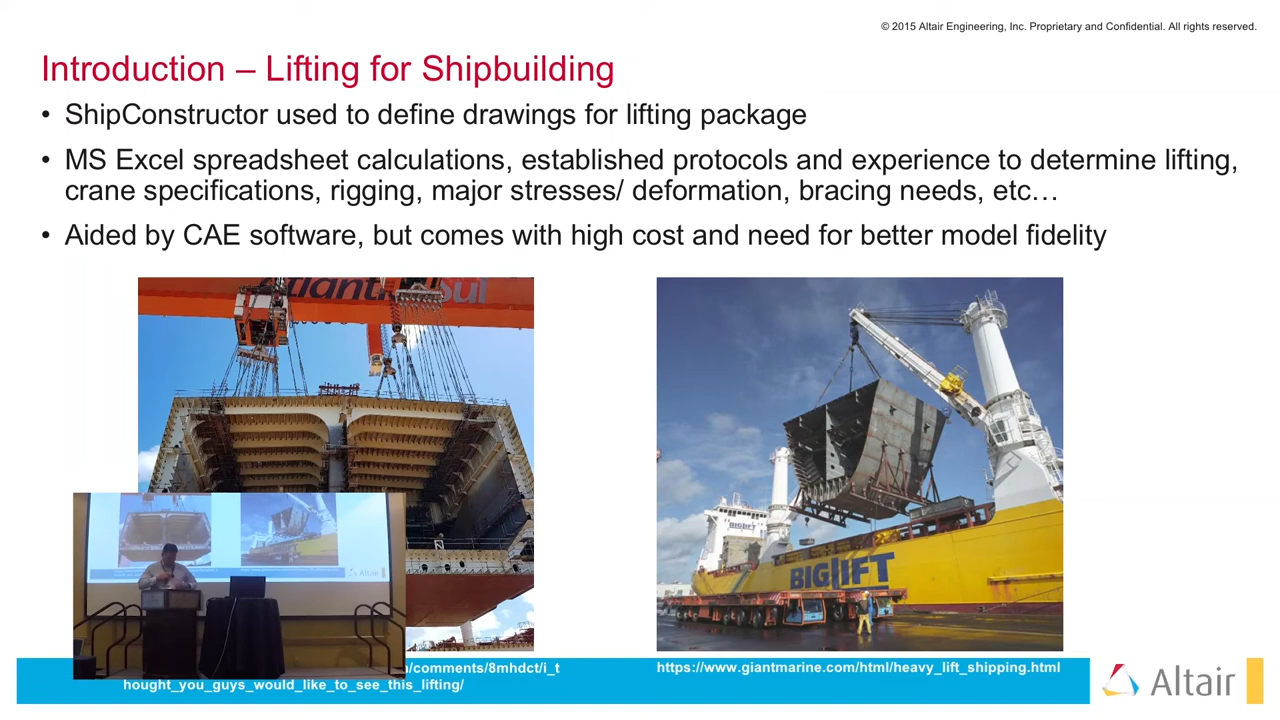 © 2015 Altair Engineering, Inc. Proprietary and Confidential. All rights reserved.
Introduction – Lifting for Shipbuilding
• ShipConstructor used to define drawings for lifting package
• MS Excel spreadsheet calculations, established protocols and experience to determine lifting,
crane specifications, rigging, major stresses/ deformation, bracing needs, etc…
• Aided by CAE software, but comes with high cost and need for better model fidelity
BIGLIFT
BIGLIFT
/comments/8mhdct/i_t
hought_you_guys_would_like_to_see_this_lifting/
https://www.giantmarine.com/html/heavy_lift_shipping.html
Altair
Altair